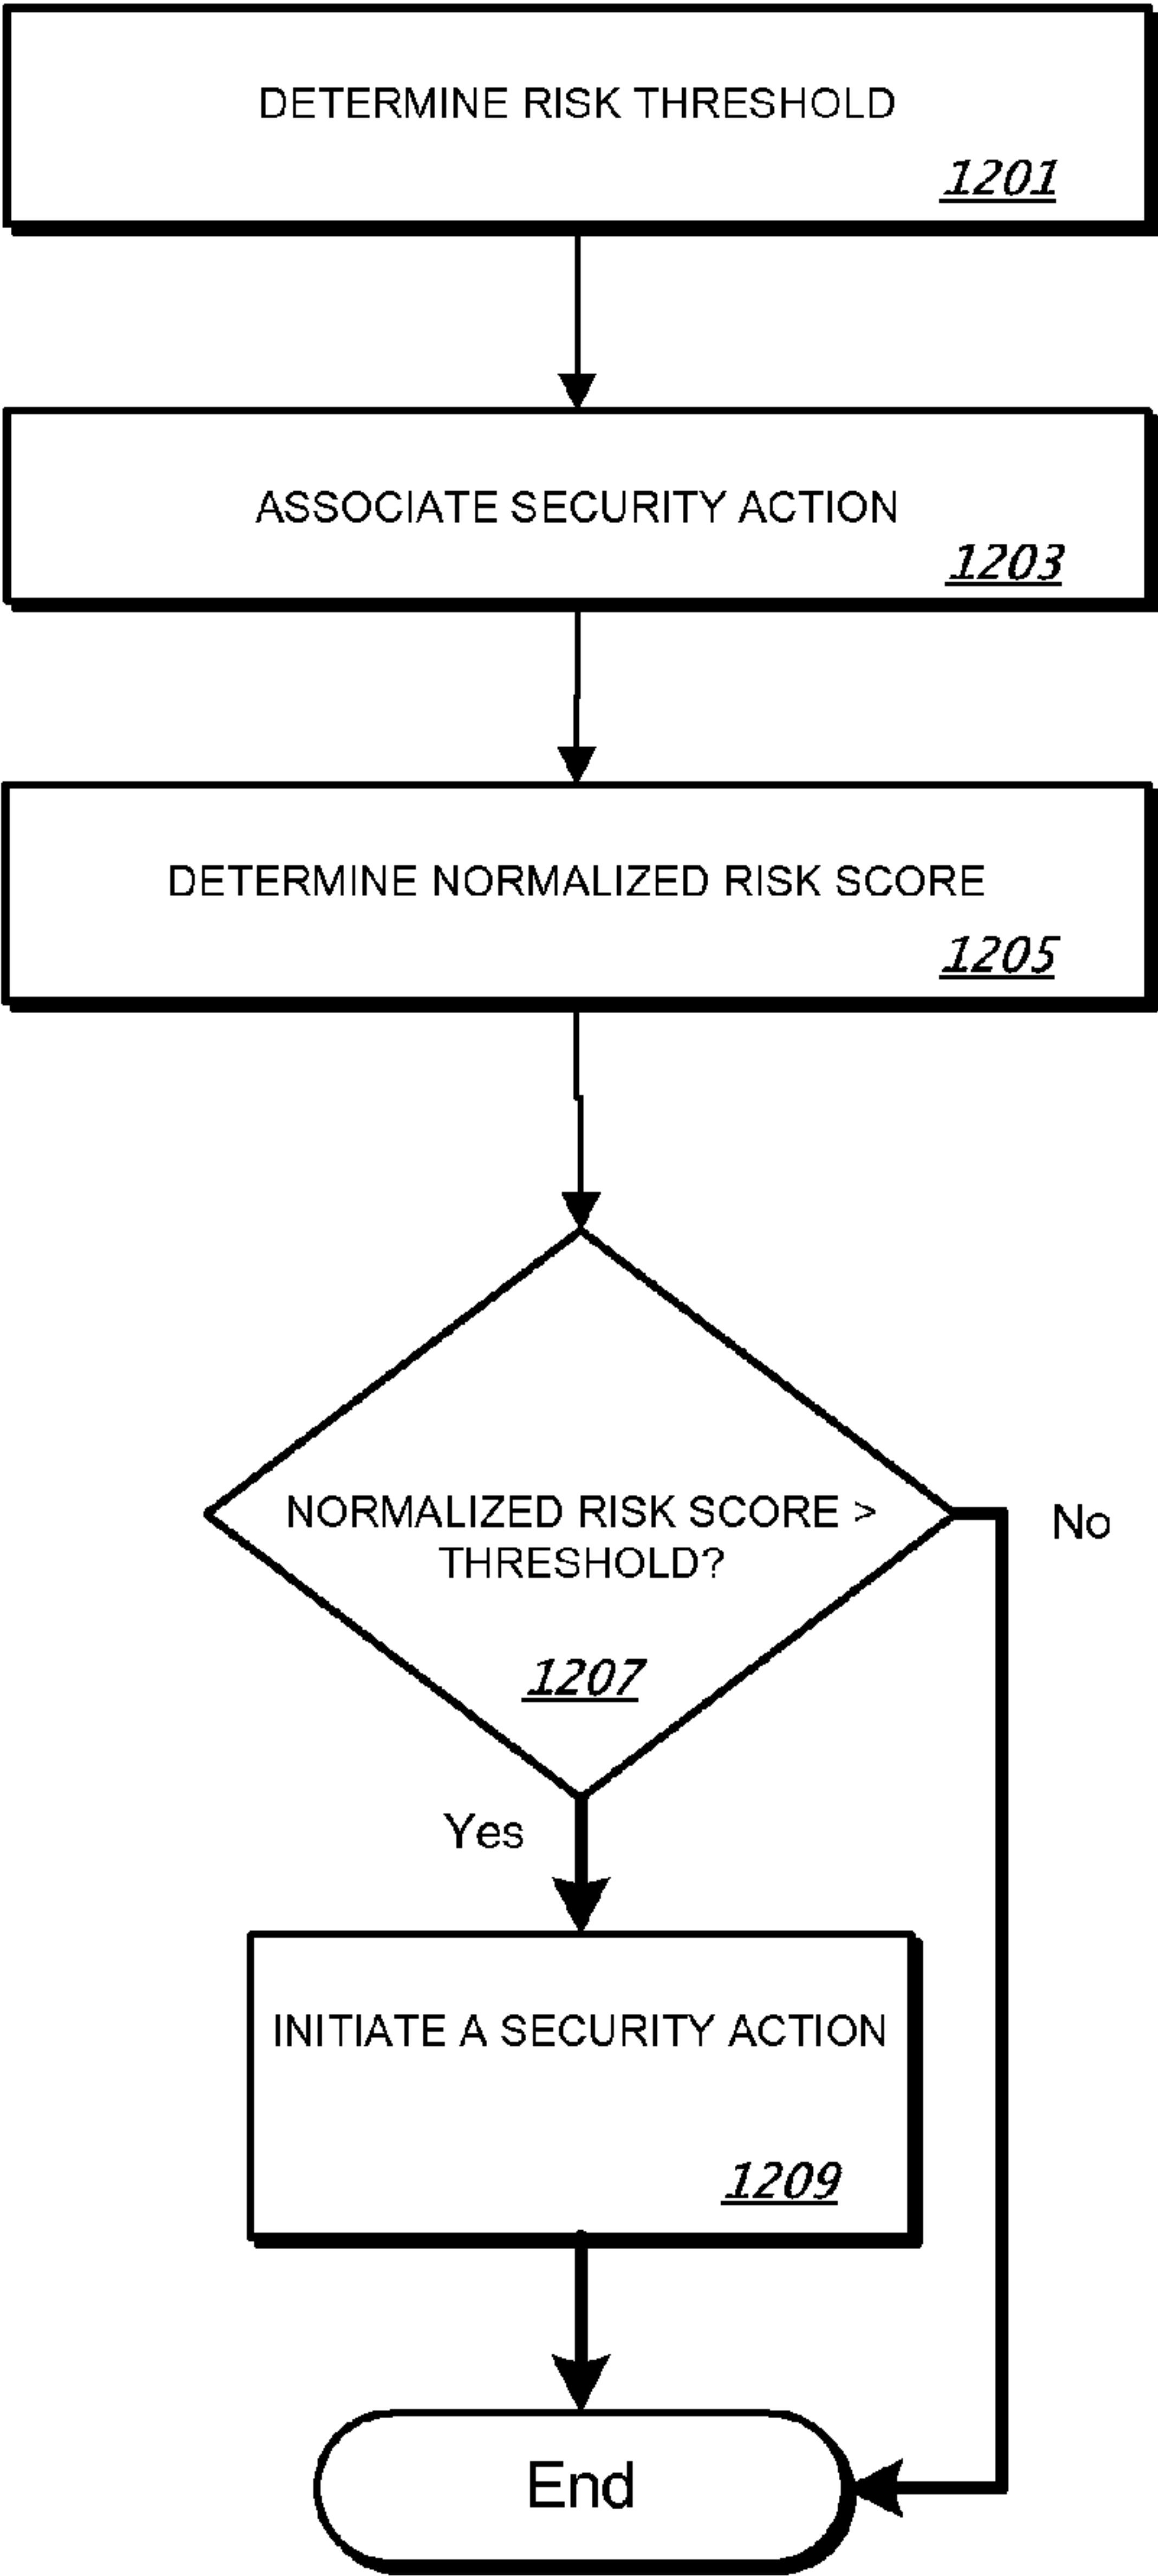 DETERMINE RISK THRESHOLD
1201
ASSOCIATE SECURITY ACTION
1203
DETERMINE NORMALIZED RISK SCORE
1205
NORMALIZED RISK SCORE >
THRESHOLD?
1207
No
Yes
INITIATE A SECURITY ACTION
1209
End